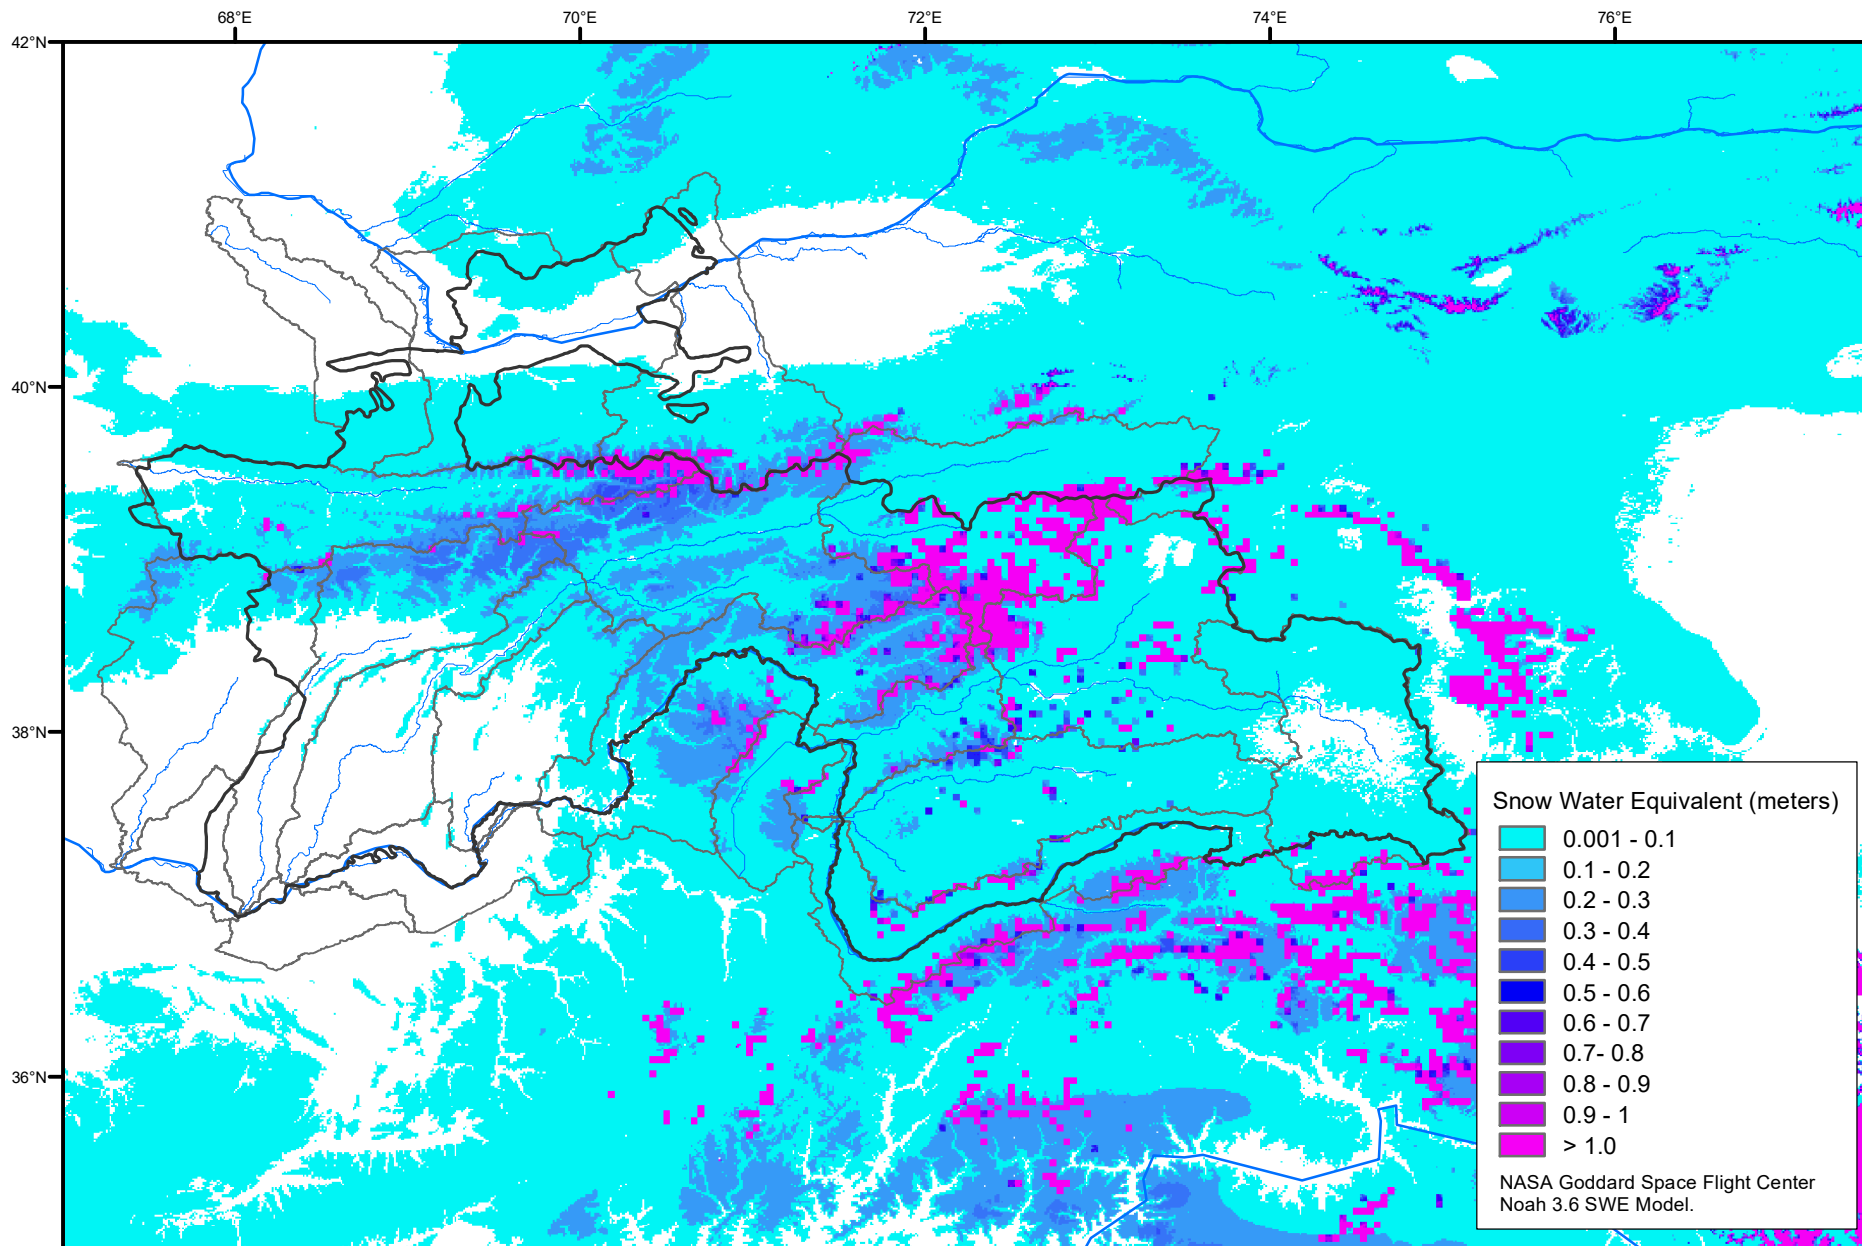 68°E 70°E 72°E 74°E 76°E
42°N
40°N
38°N
36°N
Snow Water Equivalent (meters)
0.001 - 0.1
0.1 - 0.2
0.2 - 0.3
0.3 - 0.4
0.4 - 0.5
0.5 - 0.6
0.6 - 0.7
0.7- 0.8
0.8 - 0.9
0.9 - 1
> 1.0
NASA Goddard Space Flight Center
Noah 3.6 SWE Model.